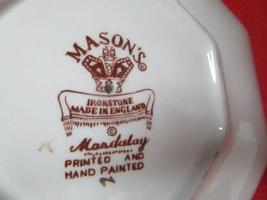 MASON'S
IRONSTONE
MADE IN ENGLAND
©
Mandalay
PRINTED AND
HAND PAINTED